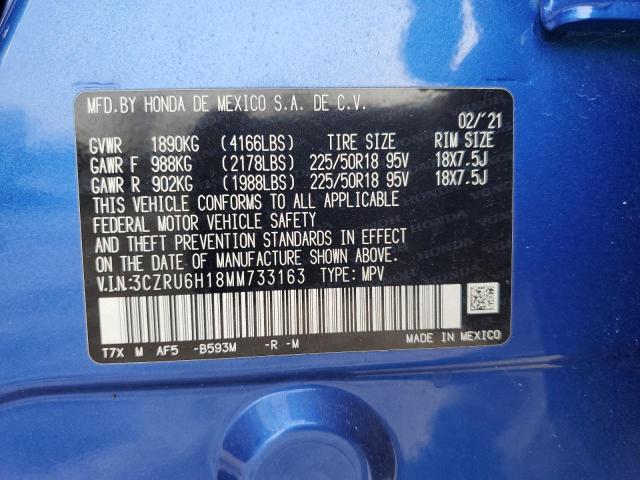 MFD.BY HONDA DE MEXICO S.A. DE C.V.
02/'21
GVWR 1890KG (4166LBS) TIRE SIZE RIM SIZE
GAWR F 988KG (2178LBS) 225/50R18 95V 18X7.5J
GAWR R 902KG (1988LBS) 225/50R18 95V 18X7.5J
THIS VEHICLE CONFORMS TO ALL APPLICABLE
FEDERAL MOTOR VEHICLE SAFETY
AND THEFT PREVENTION STANDARDS IN EFFECT
ON THE DATE OF MANUFACTURE SHOWN ABOVE.
V.I.N:3CZRU6H18MM733163 TYPE: MPV
T7X M AF5 -B593M -R -M
MADE IN MEXICO